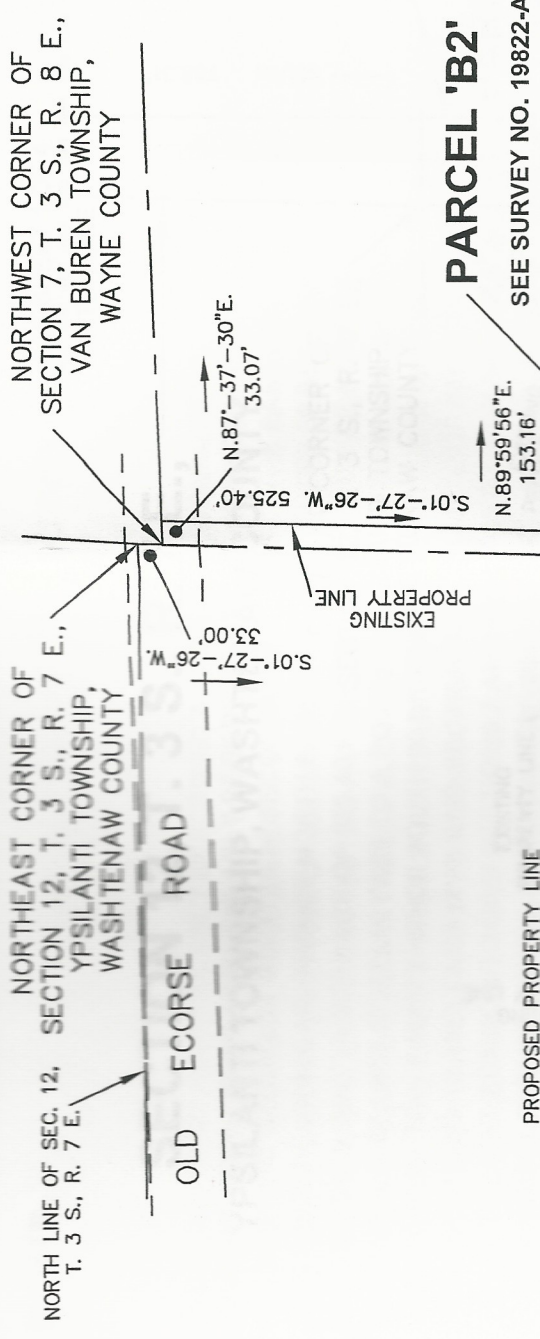 NORTHWEST CORNER OF
SECTION 7, T. 3 S., R. 8 E.,
VAN BUREN TOWNSHIP,
WAYNE COUNTY
NORTHEAST CORNER OF
SECTION 12, T. 3 S., R. 7 E.,
YPSILANTI TOWNSHIP,
WASHTENAW COUNTY
NORTH LINE OF SEC. 12,
T. 3 S., R. 7 E.
OLD ECORSE ROAD
S.01°-27'-26"W.
33.00'
N.87°-37'-30"E.
33.07'
S.01°-27'-26"W. 525.40'
EXISTING
PROPERTY LINE
PARCEL 'B2'
SEE SURVEY NO. 19822-A
N.89°59'56"E.
153.16'
PROPOSED PROPERTY LINE